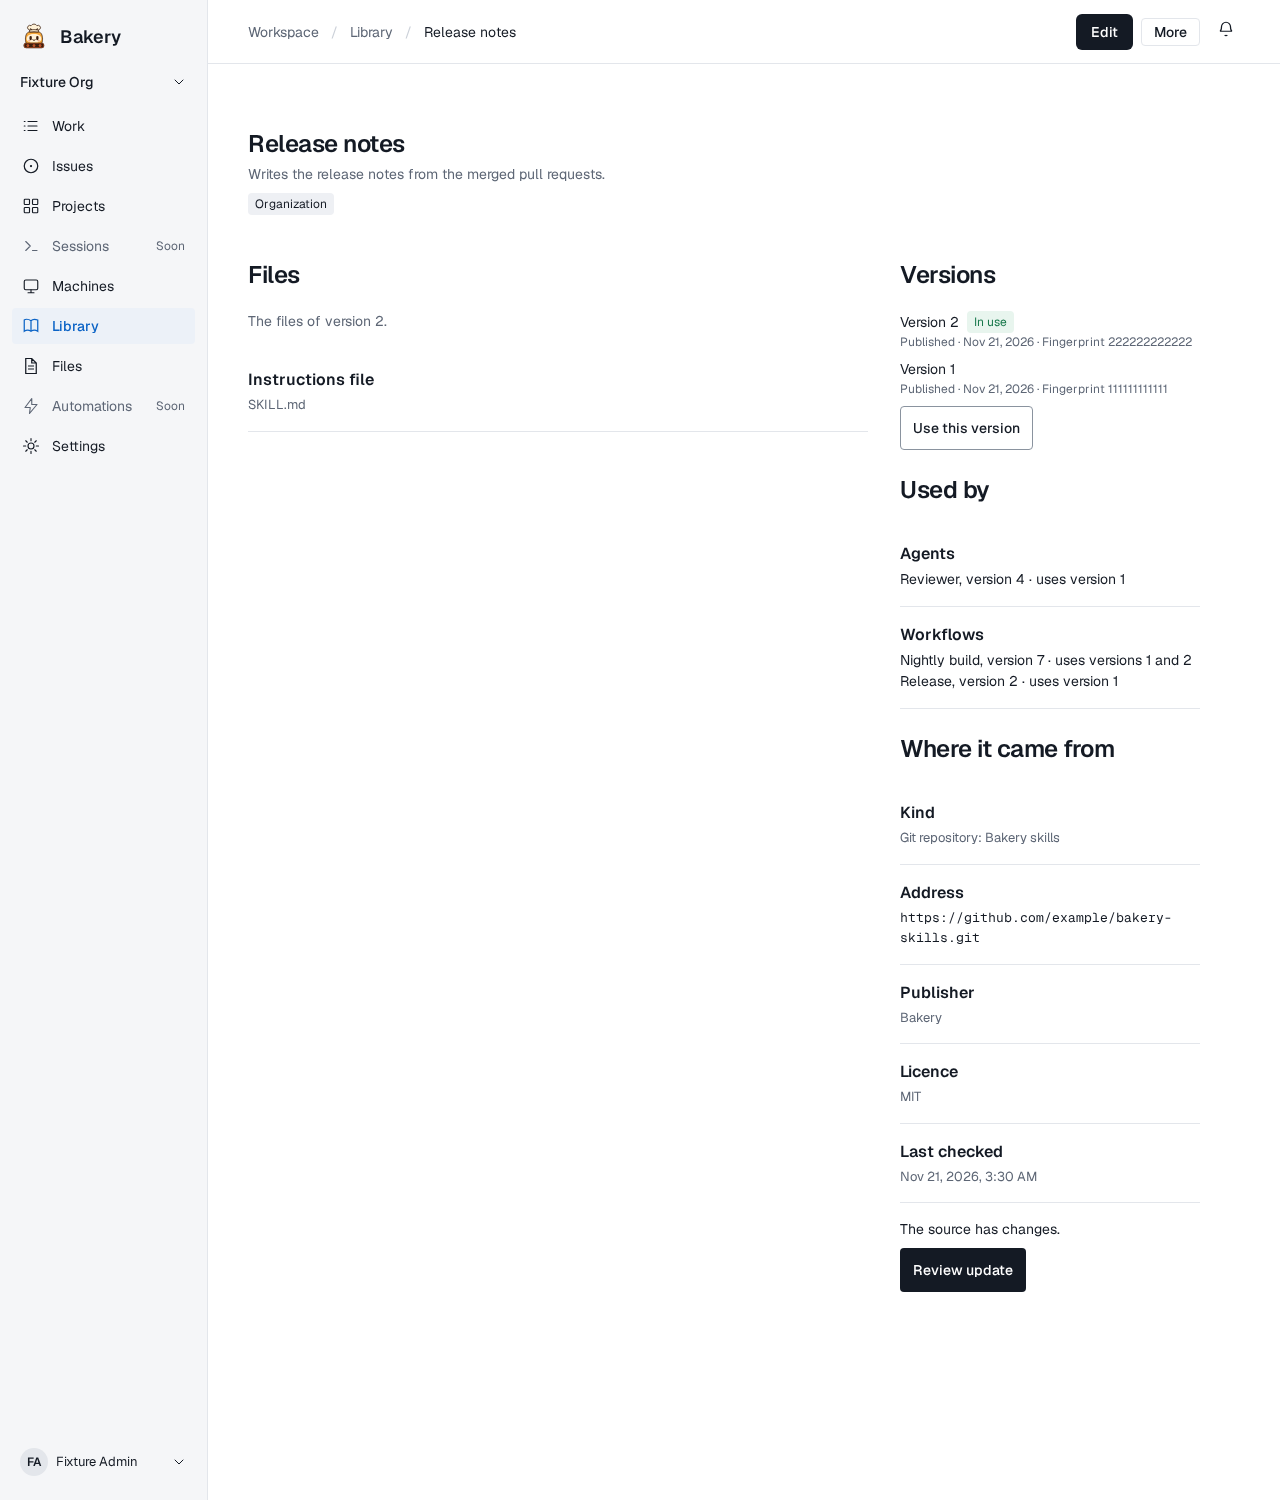 Bakery
Fixture Org
Work
Issues
Projects
Sessions Soon
Machines
Library
Files
Automations Soon
Settings
FA Fixture Admin
Workspace / Library / Release notes
Edit
More
Release notes
Writes the release notes from the merged pull requests.
Organization
Files
The files of version 2.
Instructions file
SKILL.md
Versions
Version 2 In use
Published · Nov 21, 2026 · Fingerprint 222222222222
Version 1
Published · Nov 21, 2026 · Fingerprint 111111111111
Use this version
Used by
Agents
Reviewer, version 4 · uses version 1
Workflows
Nightly build, version 7 · uses versions 1 and 2
Release, version 2 · uses version 1
Where it came from
Kind
Git repository: Bakery skills
Address
https://github.com/example/bakery-
skills.git
Publisher
Bakery
Licence
MIT
Last checked
Nov 21, 2026, 3:30 AM
The source has changes.
Review update